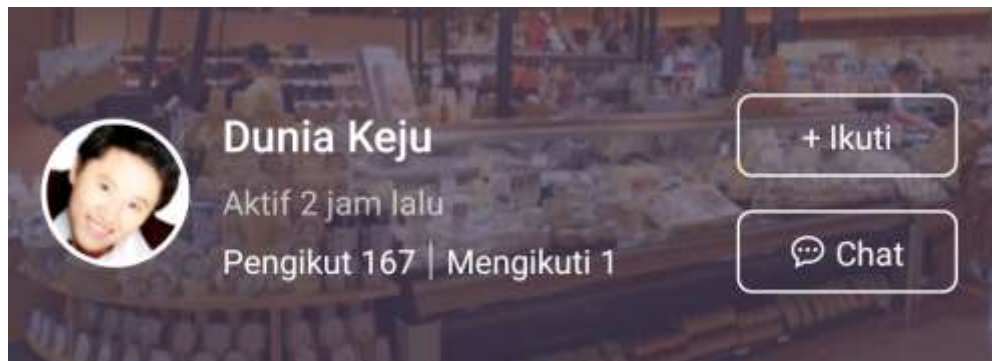 Dunia Keju
+ Ikuti
Aktif 2 jam lalu
Pengikut 167 | Mengikuti 1
Chat